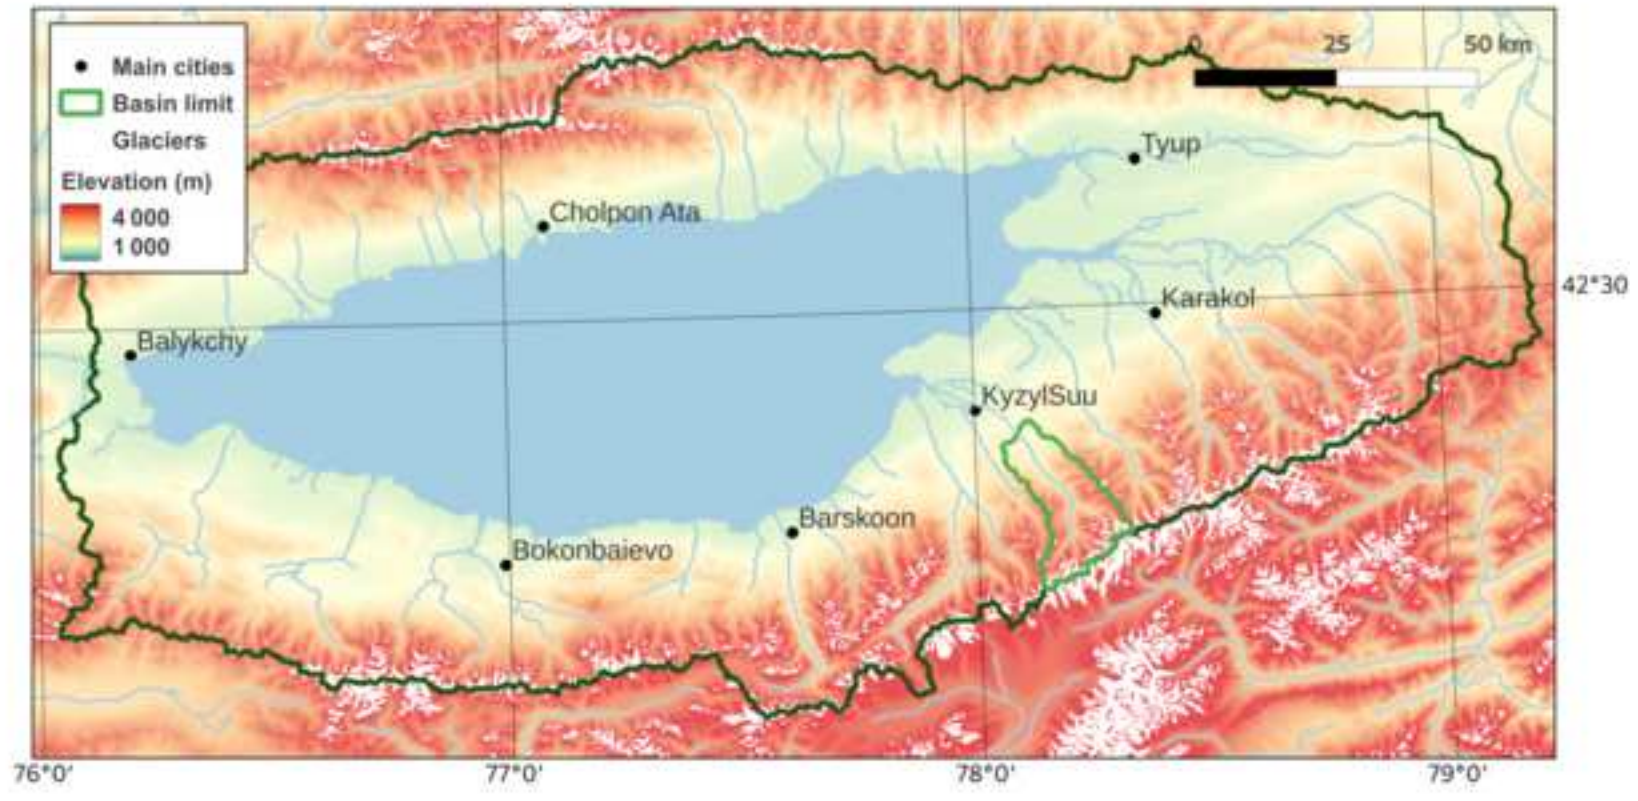 Main cities
Basin limit
Glaciers
Elevation (m)
4 000
1 000
0 25 50 km
Tyup
Cholpon Ata
42°30
Karakol
Balykchy
KyzylSuu
Barskoon
Bokonbaievo
76°0' 77°0' 78°0' 79°0'